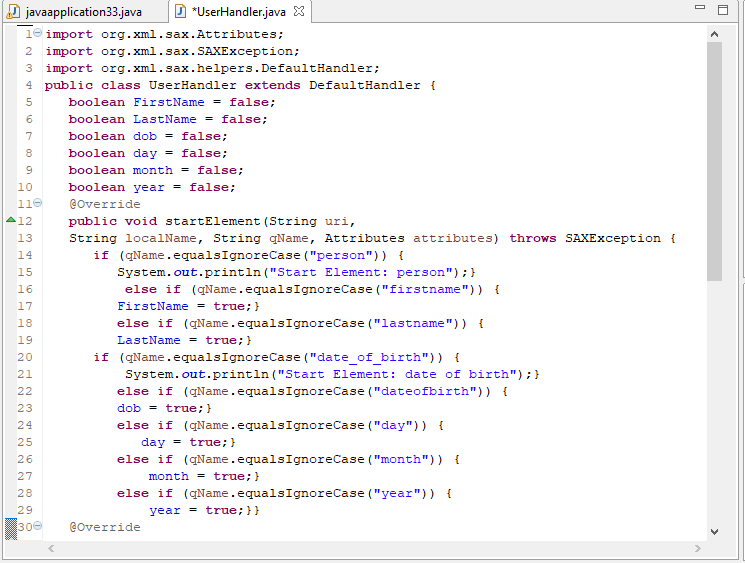 javaapplication33.java *UserHandler.java
1 import org.xml.sax.Attributes;
2 import org.xml.sax.SAXException;
3 import org.xml.sax.helpers.DefaultHandler;
4 public class UserHandler extends DefaultHandler {
5 boolean FirstName = false;
6 boolean LastName = false;
7 boolean dob = false;
8 boolean day = false;
9 boolean month = false;
10 boolean year = false;
11 @Override
12 public void startElement(String uri,
13 String localName, String qName, Attributes attributes) throws SAXException {
14 if (qName.equalsIgnoreCase("person")) {
15 System.out.println("Start Element: person");}
16 else if (qName.equalsIgnoreCase("firstname")) {
17 FirstName = true;}
18 else if (qName.equalsIgnoreCase("lastname")) {
19 LastName = true;}
20 if (qName.equalsIgnoreCase("date_of_birth")) {
21 System.out.println("Start Element: date of birth");}
22 else if (qName.equalsIgnoreCase("dateofbirth")) {
23 dob = true;}
24 else if (qName.equalsIgnoreCase("day")) {
25 day = true;}
26 else if (qName.equalsIgnoreCase("month")) {
27 month = true;}
28 else if (qName.equalsIgnoreCase("year")) {
29 year = true;}}
30 @Override